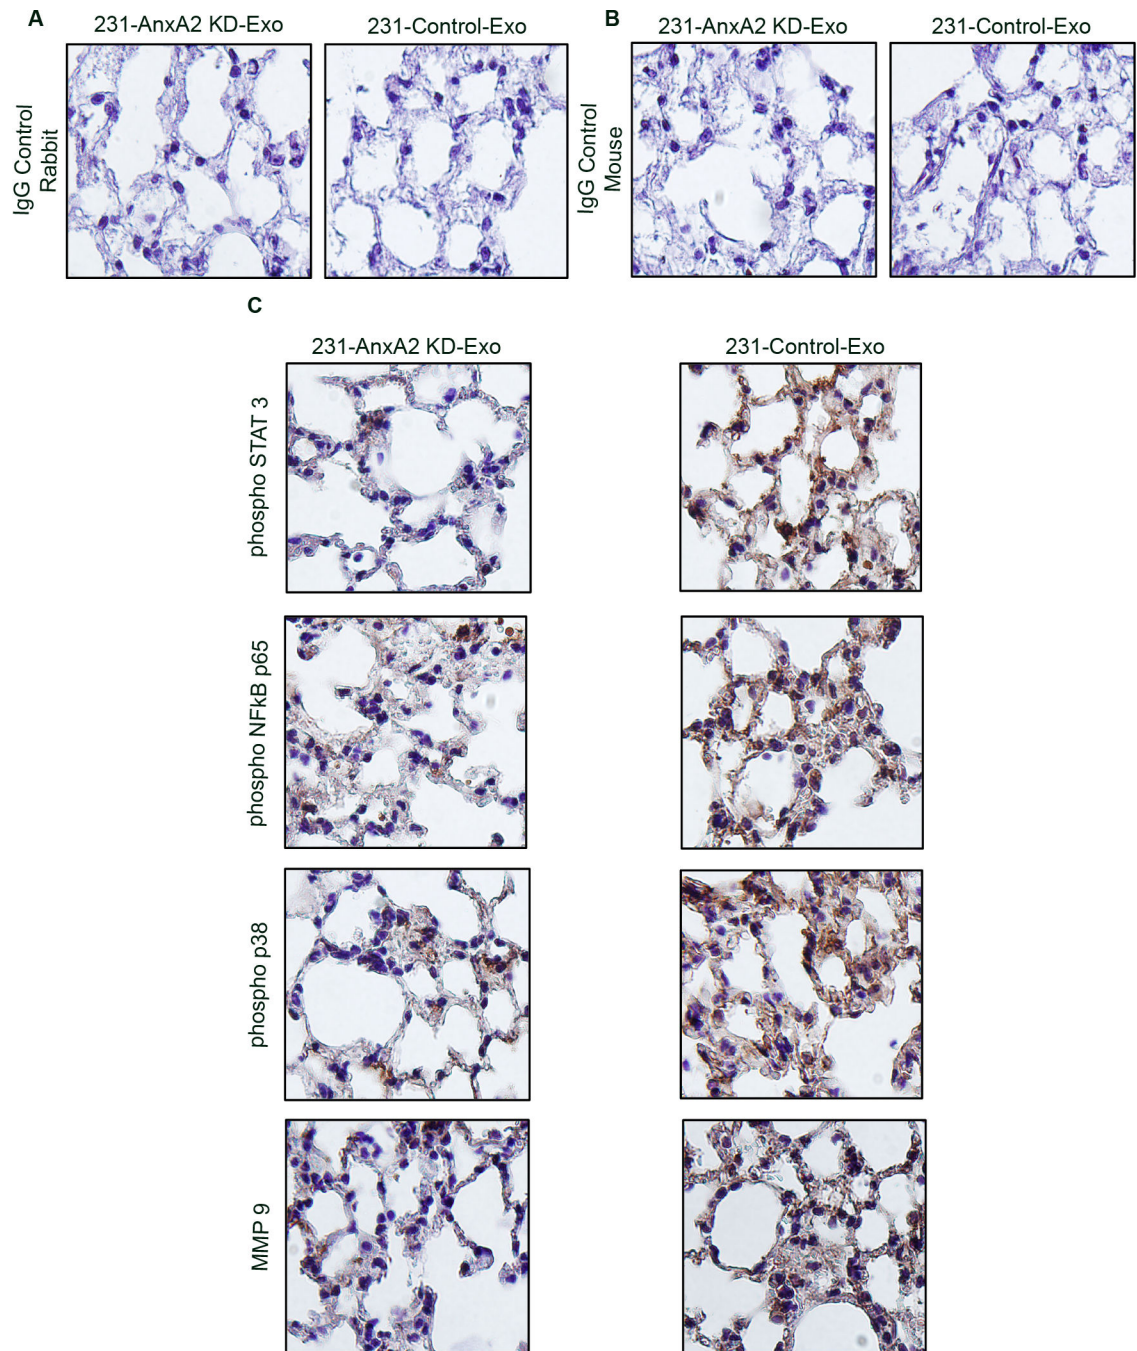 A
231-AnxA2 KD-Exo
231-Control-Exo
IgG Control
Rabbit
B
231-AnxA2 KD-Exo
231-Control-Exo
IgG Control
Mouse
C
231-AnxA2 KD-Exo
231-Control-Exo
phospho STAT 3
phospho NFkB p65
phospho p38
MMP 9